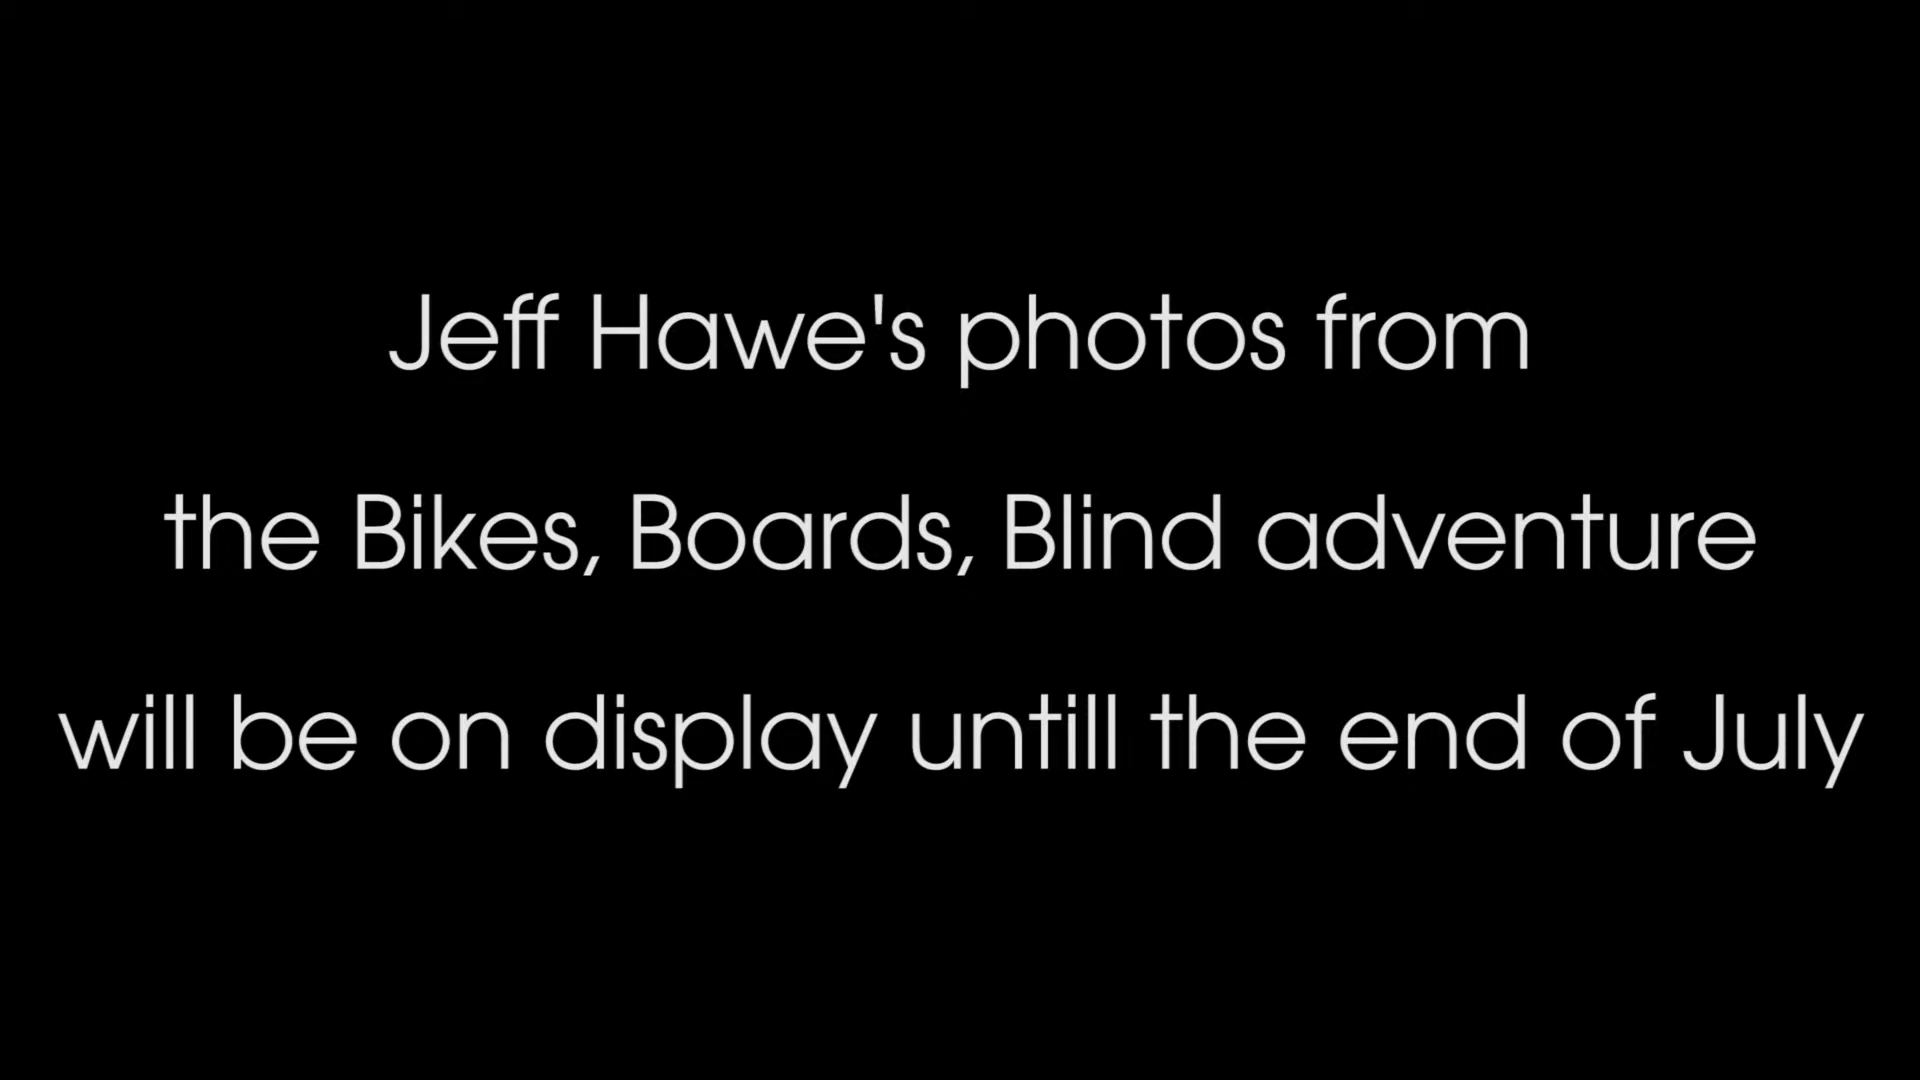 Jeff Hawe's photos from
the Bikes, Boards, Blind adventure
will be on display untill the end of July